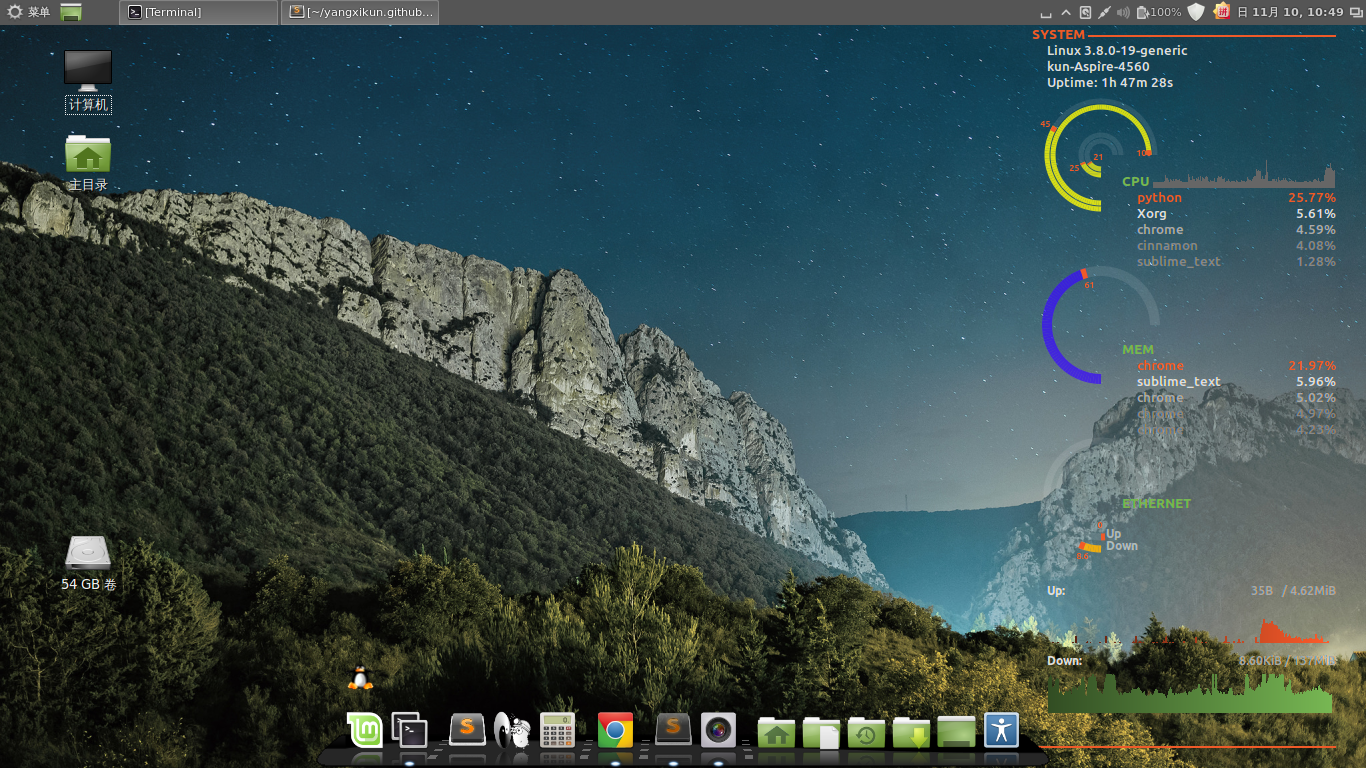 菜单
[Terminal]
[~/yangxikun.github...
100%
拼
日 11月 10, 10:49
计算机
主目录
54 GB 卷
SYSTEM
Linux 3.8.0-19-generic
kun-Aspire-4560
Uptime: 1h 47m 28s
45
21
25
CPU
python 25.77%
Xorg 5.61%
chrome 4.59%
cinnamon 4.08%
sublime_text 1.28%
61
MEM
chrome 21.97%
sublime_text 5.96%
chrome 5.02%
chrome 4.97%
chrome 4.23%
ETHERNET
Up
Down
Up: 35B / 4.62MiB
Down: 8.60KiB / 137MiB